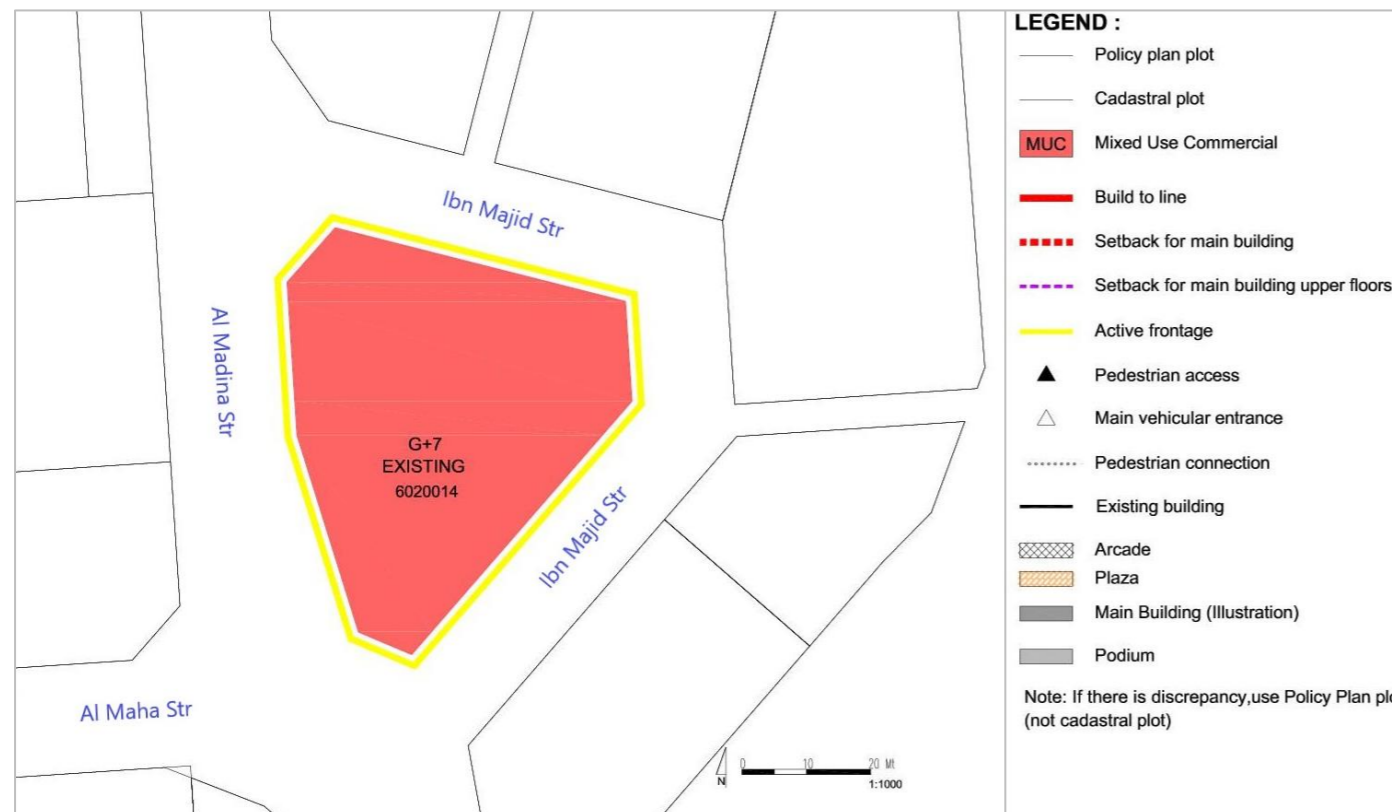 Ibn Majid Str
Al Madina Str
G+7
EXISTING
6020014
Ibn Majid Str
Al Maha Str
N
0 10 20 Mt
1:1000
LEGEND :
Policy plan plot
Cadastral plot
MUC Mixed Use Commercial
Build to line
Setback for main building
Setback for main building upper floors
Active frontage
Pedestrian access
Main vehicular entrance
Pedestrian connection
Existing building
Arcade
Plaza
Main Building (Illustration)
Podium
Note: If there is discrepancy,use Policy Plan plo
(not cadastral plot)